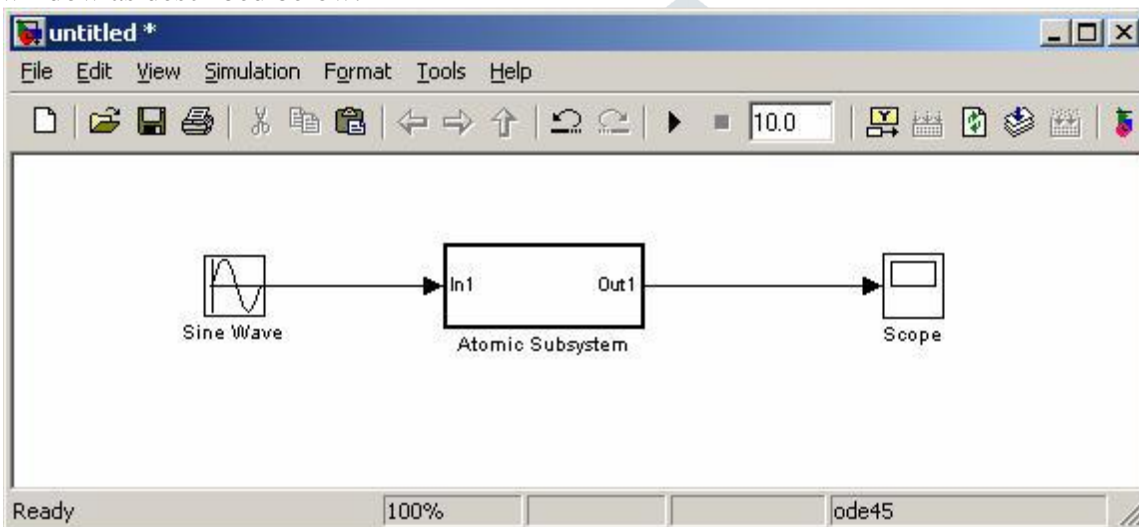 untitled *
File Edit View Simulation Format Tools Help
10.0
In1 Out1
Sine Wave
Atomic Subsystem
Scope
Ready 100% ode45